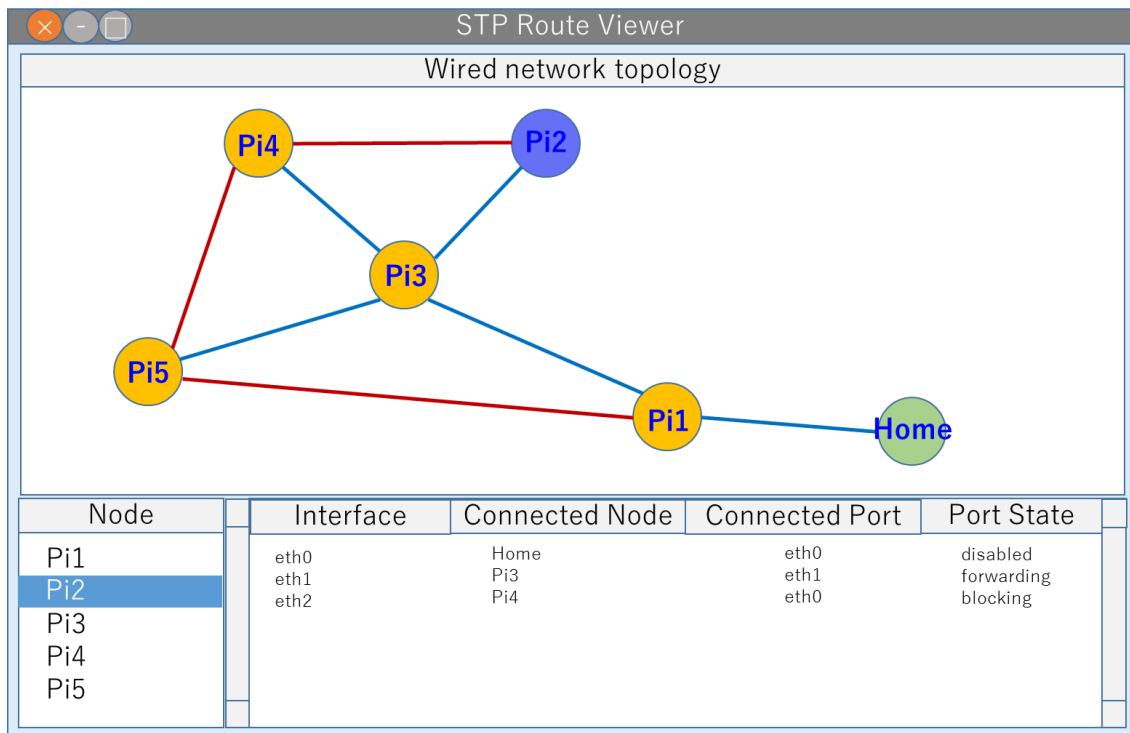 × - □ STP Route Viewer
Wired network topology
Pi4
Pi2
Pi3
Pi5
Pi1
Home
Node
Pi1
Pi2
Pi3
Pi4
Pi5
Interface Connected Node Connected Port Port State
eth0 Home eth0 disabled
eth1 Pi3 eth1 forwarding
eth2 Pi4 eth0 blocking